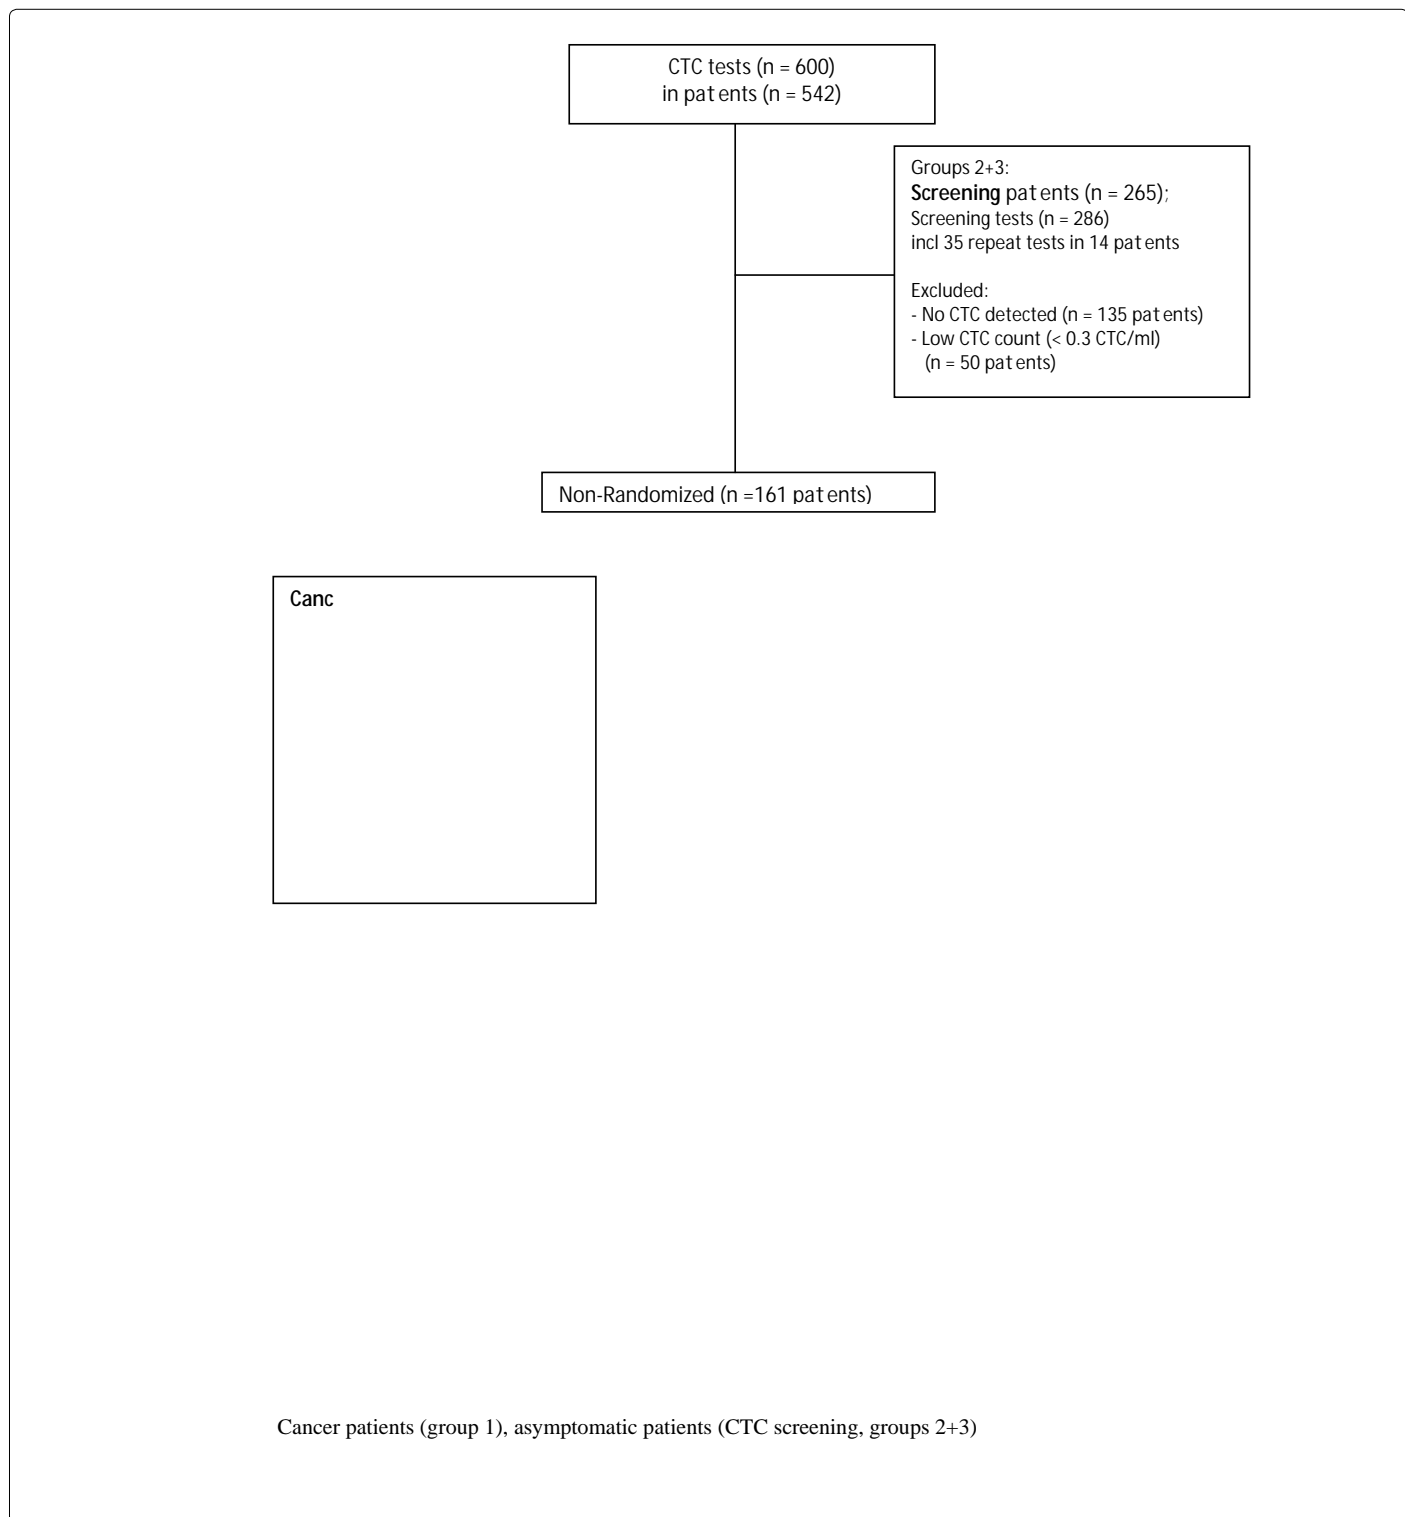 CTC tests (n = 600)
in pat ents (n = 542)
Groups 2+3:
Screening pat ents (n = 265);
Screening tests (n = 286)
incl 35 repeat tests in 14 pat ents
Excluded:
- No CTC detected (n = 135 pat ents)
- Low CTC count (< 0.3 CTC/ml)
(n = 50 pat ents)
Non-Randomized (n =161 pat ents)
Canc
Cancer patients (group 1), asymptomatic patients (CTC screening, groups 2+3)